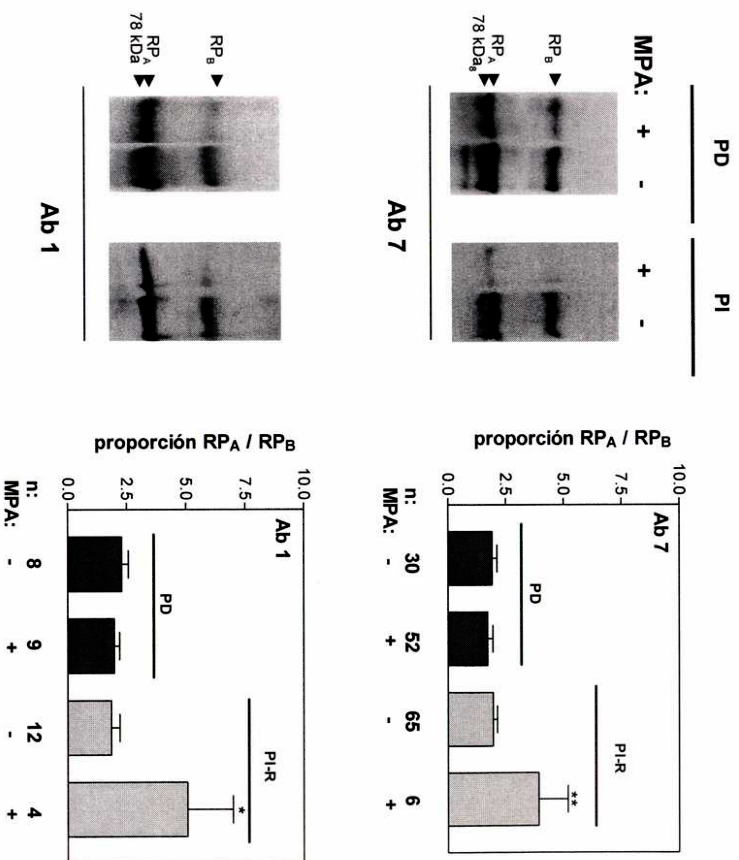 PD PI
MPA: + - + -
RPB
RPA
78 kDa8
Ab 7
RPB
RPA
78 kDa
Ab 1
proporción RPA / RPB
10.0
7.5
5.0
2.5
0.0
Ab 7
PD
PI-R
**
n: 30 52 65 6
MPA: - + - +
proporción RPA / RPB
10.0
7.5
5.0
2.5
0.0
Ab 1
PD
PI-R
*
n: 8 9 12 4
MPA: - + - +